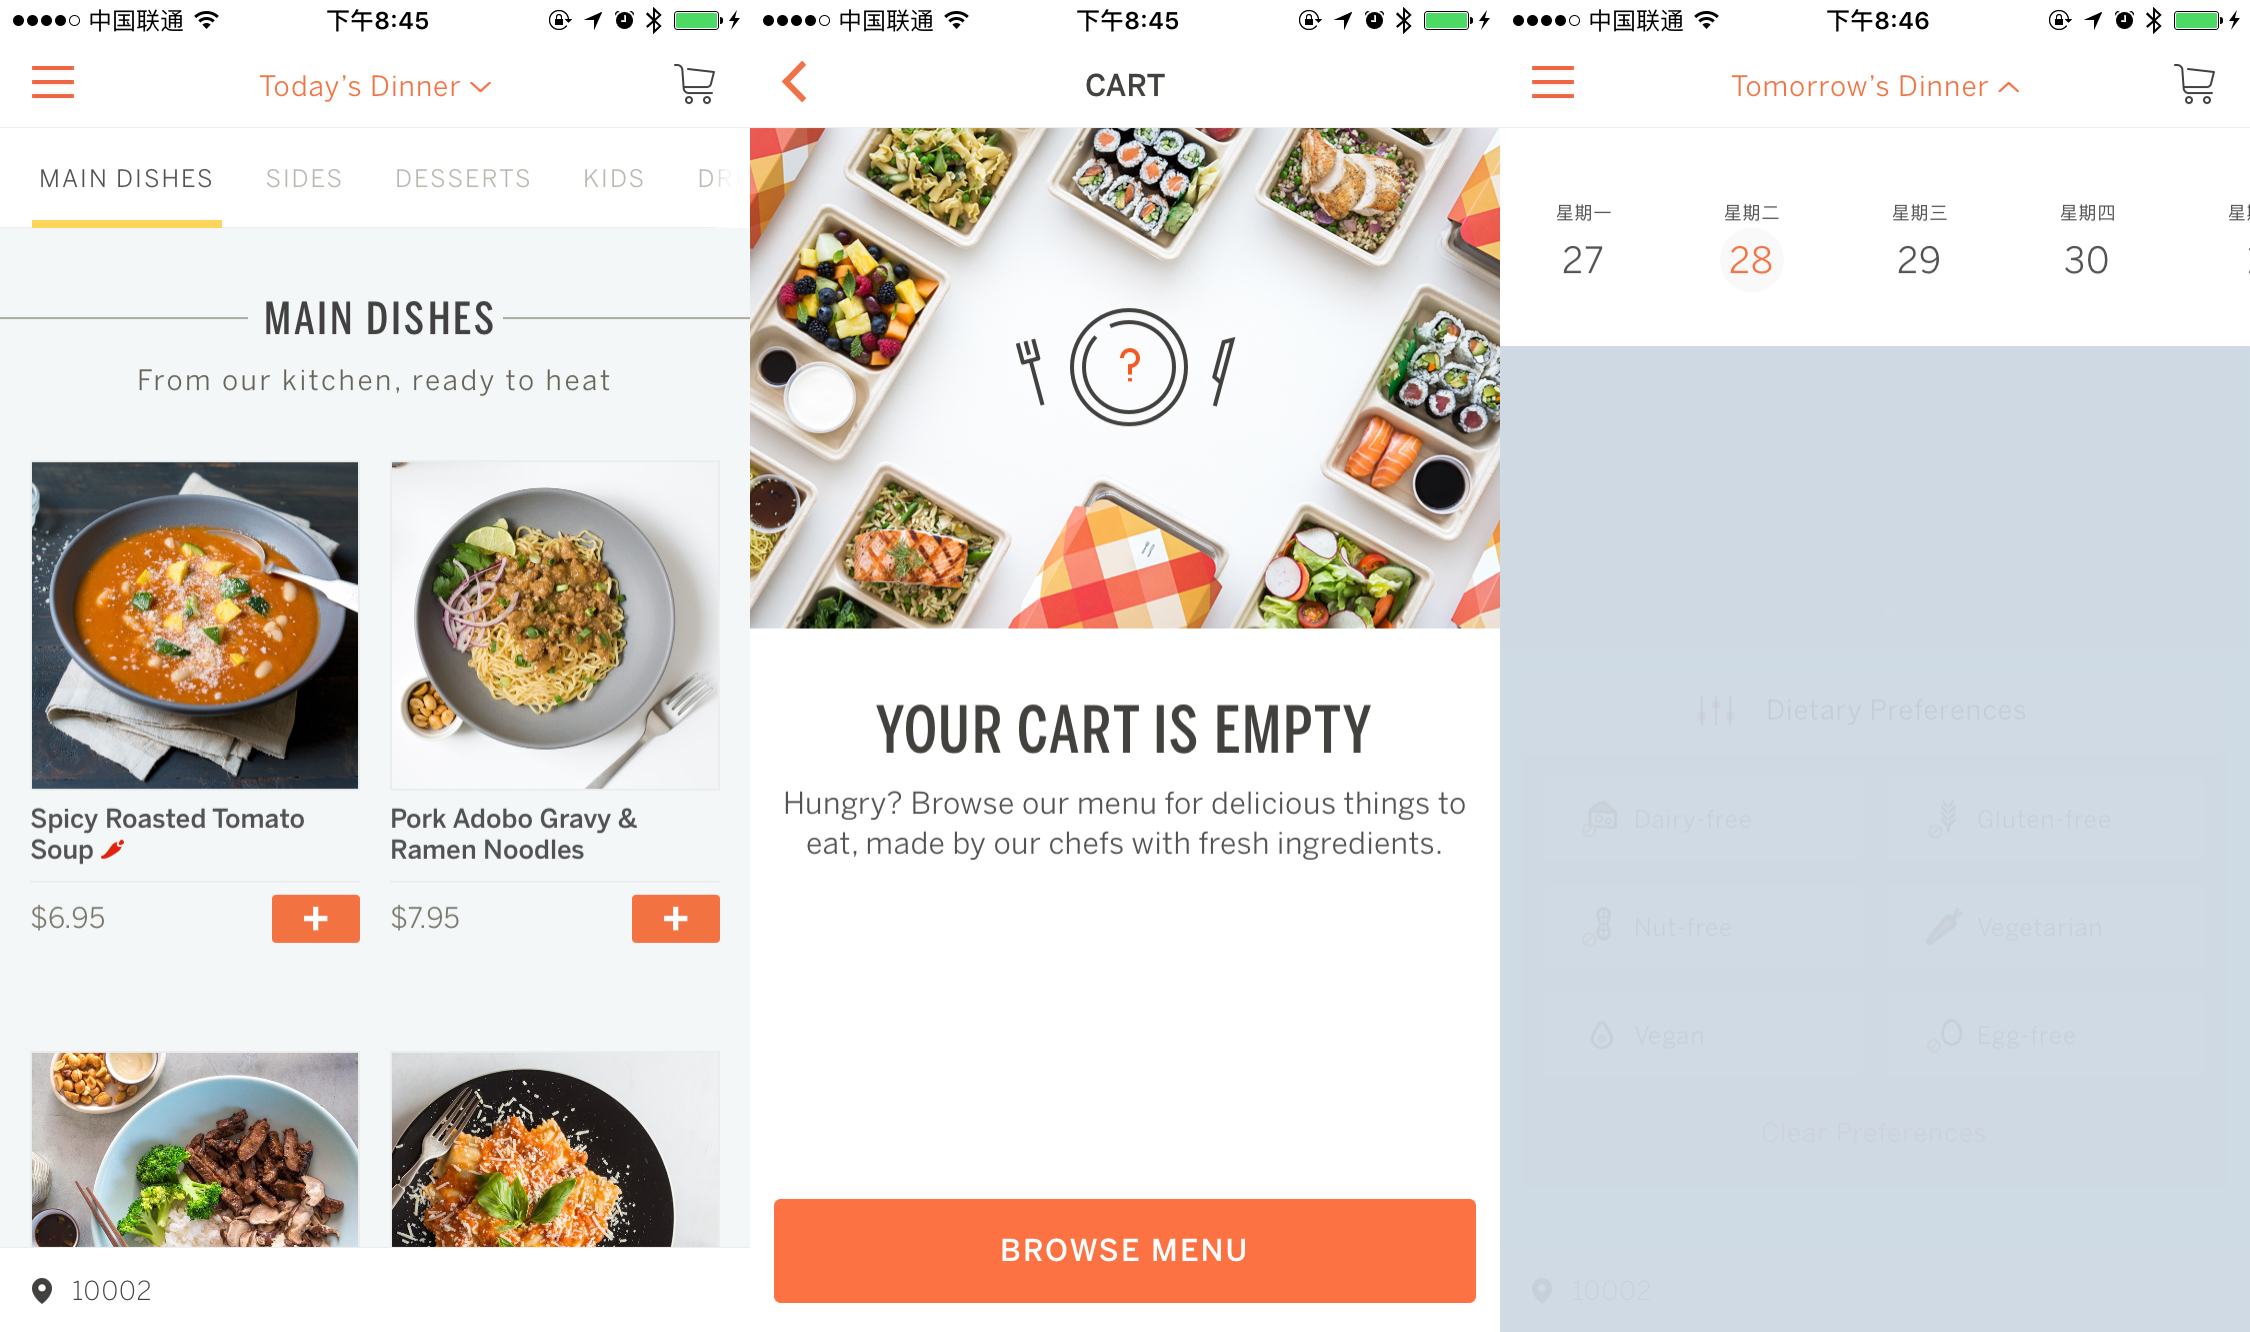 中国联通 下午8:45
Today's Dinner
MAIN DISHES SIDES DESSERTS KIDS
MAIN DISHES
From our kitchen, ready to heat
Spicy Roasted Tomato
Soup
$6.95
Pork Adobo Gravy &
Ramen Noodles
$7.95
10002
中国联通 下午8:45
CART
?
YOUR CART IS EMPTY
Hungry? Browse our menu for delicious things to
eat, made by our chefs with fresh ingredients.
BROWSE MENU
中国联通 下午8:46
Tomorrow's Dinner
星期一 星期二 星期三 星期四
27 28 29 30
Dietary Preferences
Dairy-free Gluten-free
Nut-free Vegetarian
Vegan Egg-free
Clear Preferences
10002